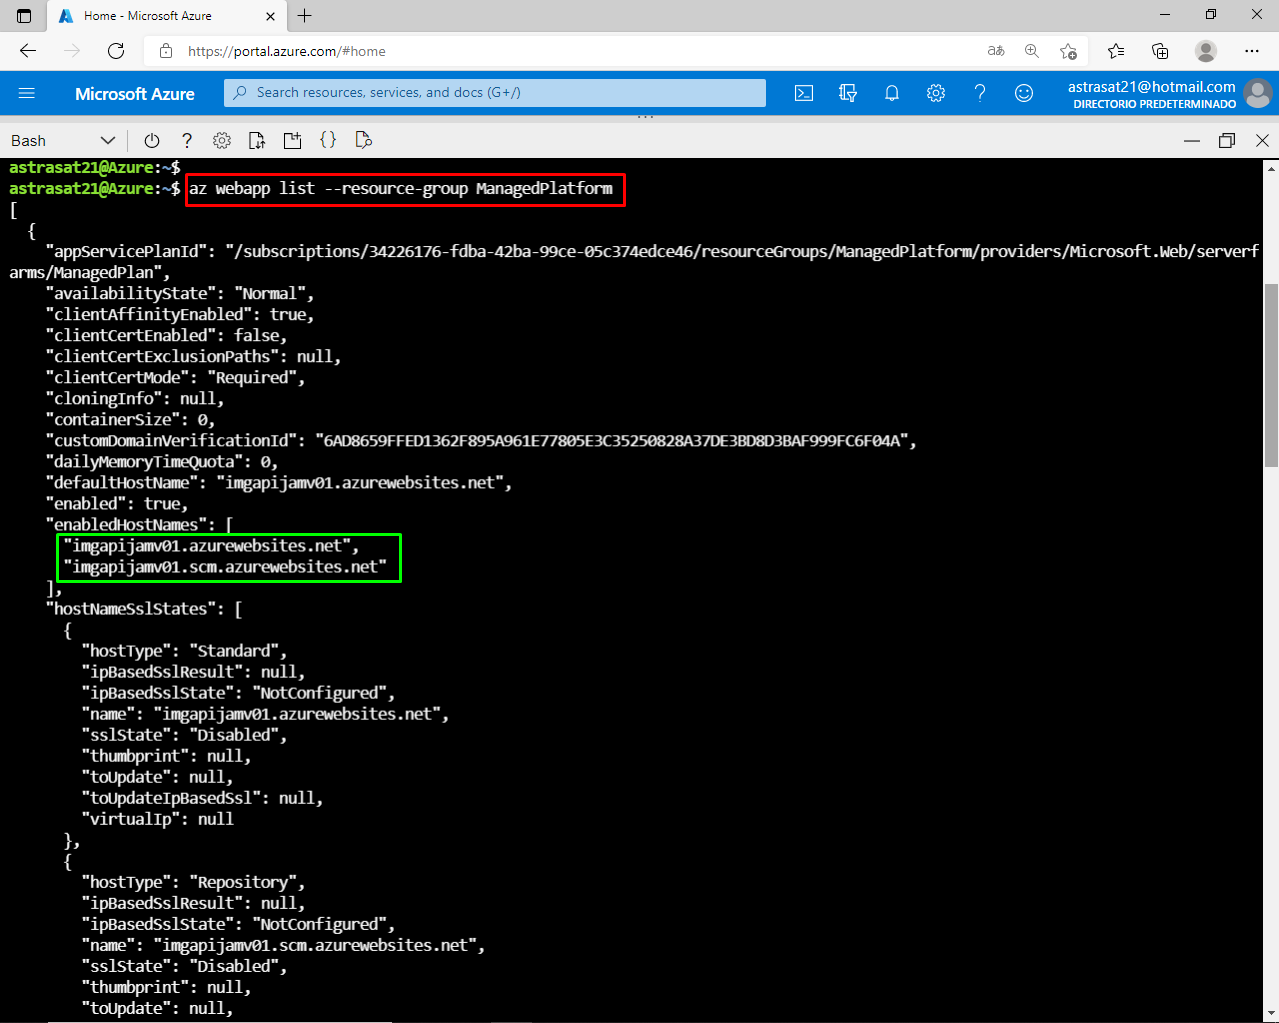 Home - Microsoft Azure
https://portal.azure.com/#home
aあ
Microsoft Azure
Search resources, services, and docs (G+/)
astrasat21@hotmail.com
DIRECTORIO PREDETERMINADO
Bash
astrasat21@Azure:~$
astrasat21@Azure:~$ az webapp list --resource-group ManagedPlatform
[
  {
    "appServicePlanId": "/subscriptions/34226176-fdba-42ba-99ce-05c374edce46/resourceGroups/ManagedPlatform/providers/Microsoft.Web/serverf
arms/ManagedPlan",
    "availabilityState": "Normal",
    "clientAffinityEnabled": true,
    "clientCertEnabled": false,
    "clientCertExclusionPaths": null,
    "clientCertMode": "Required",
    "cloningInfo": null,
    "containerSize": 0,
    "customDomainVerificationId": "6AD8659FFED1362F895A961E77805E3C35250828A37DE3BD8D3BAF999FC6F04A",
    "dailyMemoryTimeQuota": 0,
    "defaultHostName": "imgapijamv01.azurewebsites.net",
    "enabled": true,
    "enabledHostNames": [
      "imgapijamv01.azurewebsites.net",
      "imgapijamv01.scm.azurewebsites.net"
    ],
    "hostNameSslStates": [
      {
        "hostType": "Standard",
        "ipBasedSslResult": null,
        "ipBasedSslState": "NotConfigured",
        "name": "imgapijamv01.azurewebsites.net",
        "sslState": "Disabled",
        "thumbprint": null,
        "toUpdate": null,
        "toUpdateIpBasedSsl": null,
        "virtualIp": null
      },
      {
        "hostType": "Repository",
        "ipBasedSslResult": null,
        "ipBasedSslState": "NotConfigured",
        "name": "imgapijamv01.scm.azurewebsites.net",
        "sslState": "Disabled",
        "thumbprint": null,
        "toUpdate": null,